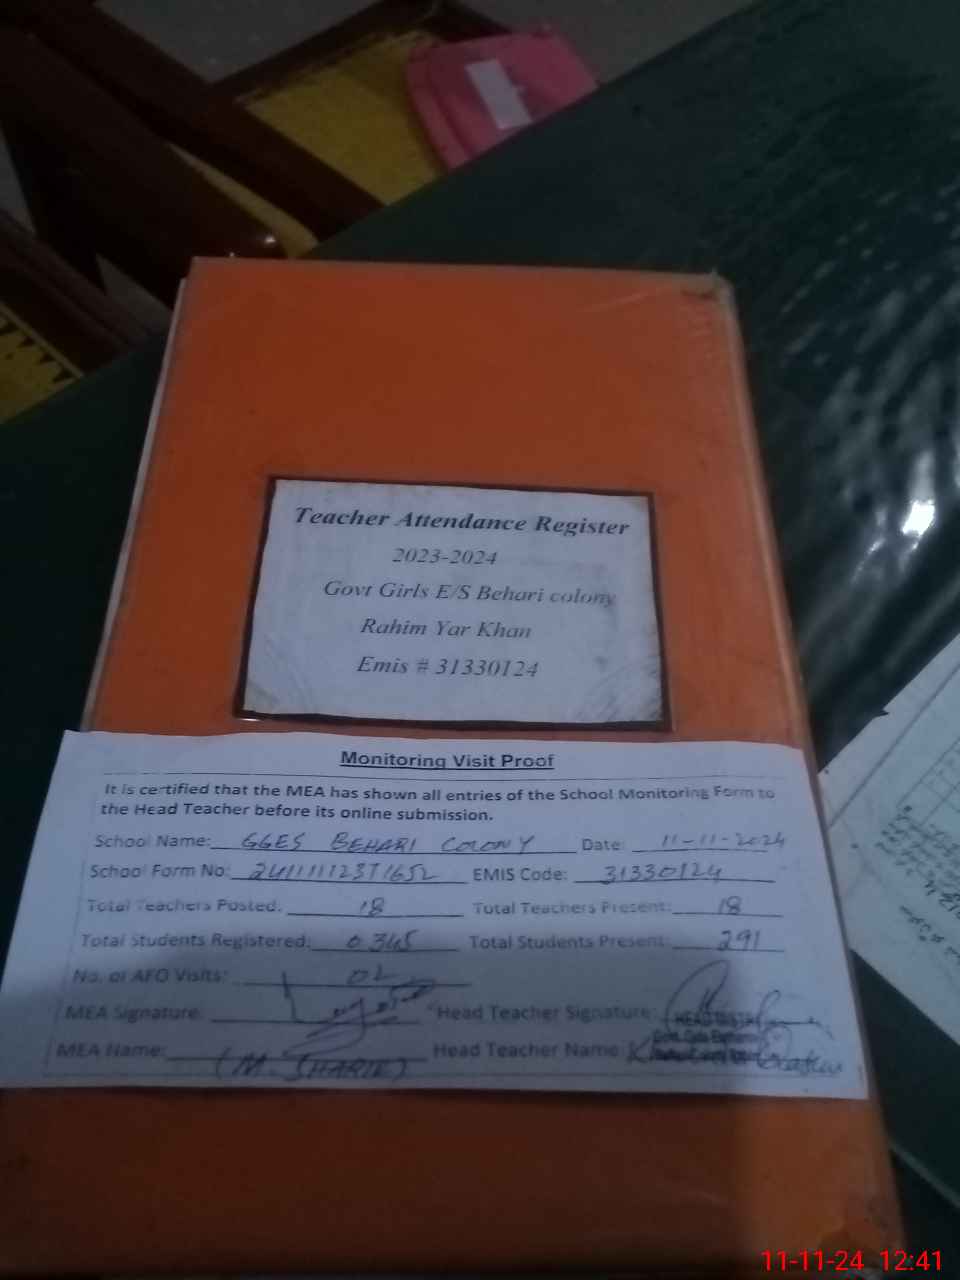 Teacher Attendance Register
2023-2024
Govt Girls E/S Behari colony
Rahim Yar Khan
Emis # 31330124
Monitoring Visit Proof
It is certified that the MEA has shown all entries of the School Monitoring Form to
the Head Teacher before its online submission.
School Name: GGES BEHARI COLONY Date: 11-11-2024
School Form No: EMIS Code: 31330124
Total Teachers Posted: 18 Total Teachers Present: 18
Total Students Registered: 0345 Total Students Present: 291
No. of AFO Visits:
MEA Signature: Head Teacher Signature:
MEA Name: (M. SHARIF) Head Teacher Name
11-11-24 12:41